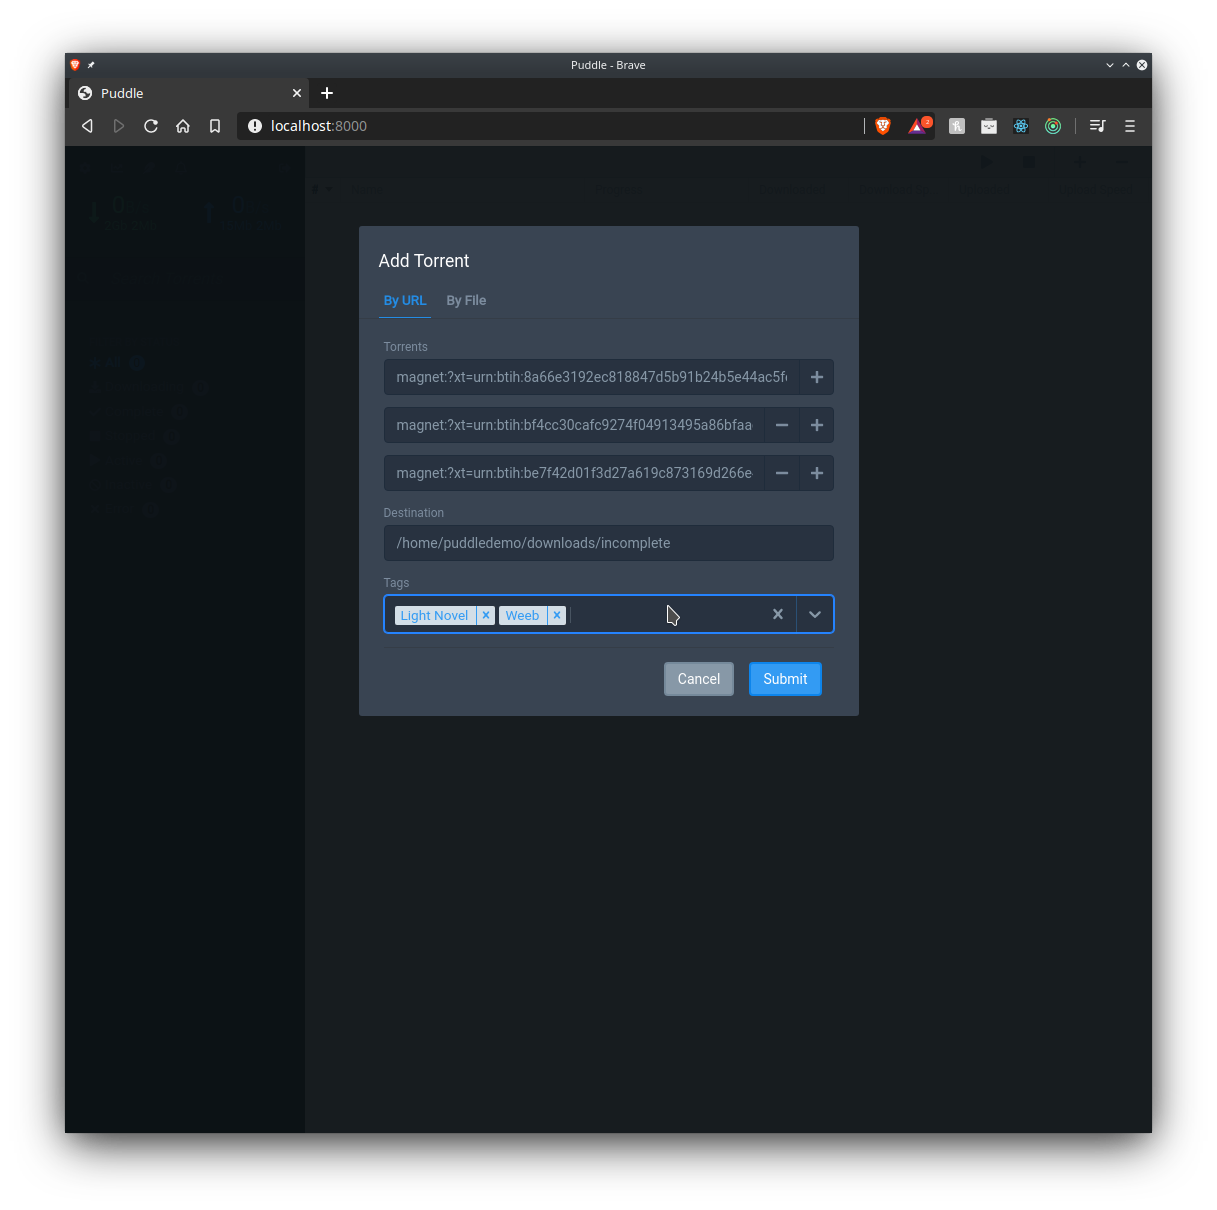 Puddle - Brave
Puddle
localhost:8000
2
Add Torrent
By URL
By File
Torrents
magnet:?xt=urn:btih:8a66e3192ec818847d5b91b24b5e44ac5f
magnet:?xt=urn:btih:bf4cc30cafc9274f04913495a86bfaa
magnet:?xt=urn:btih:be7f42d01f3d27a619c873169d266e
Destination
/home/puddledemo/downloads/incomplete
Tags
Light Novel
Weeb
Cancel
Submit